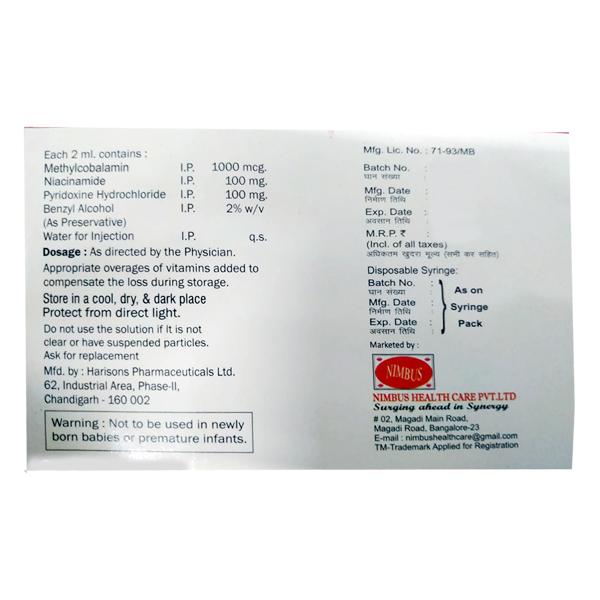 Each 2 ml. contains :
Methylcobalamin I.P. 1000 mcg.
Niacinamide I.P. 100 mg.
Pyridoxine Hydrochloride I.P. 100 mg.
Benzyl Alcohol I.P. 2% w/v
(As Preservative)
Water for Injection I.P. q.s.
Dosage : As directed by the Physician.
Appropriate overages of vitamins added to
compensate the loss during storage.
Store in a cool, dry, & dark place
Protect from direct light.
Do not use the solution if it is not
clear or have suspended particles.
Ask for replacement
Mfd. by : Harisons Pharmaceuticals Ltd.
62, Industrial Area, Phase-II,
Chandigarh - 160 002
Warning : Not to be used in newly
born babies or premature infants.
Mfg. Lic. No. : 71-93/MB
Batch No. :
घान संख्या
Mfg. Date :
निर्माण तिथि
Exp. Date :
अवसान तिथि
M.R.P. ₹ :
(Incl. of all taxes)
अधिकतम खुदरा मूल्य (सभी कर सहित)
Disposable Syringe:
Batch No. :
घान संख्या
Mfg. Date :
निर्माण तिथि
Exp. Date :
अवसान तिथि
As on
Syringe
Pack
Marketed by :
NIMBUS
NIMBUS HEALTH CARE PVT.LTD
Surging ahead in Synergy
# 02, Magadi Main Road,
Magadi Road, Bangalore-23
E-mail : nimbushealthcare@gmail.com
TM-Trademark Applied for Registration